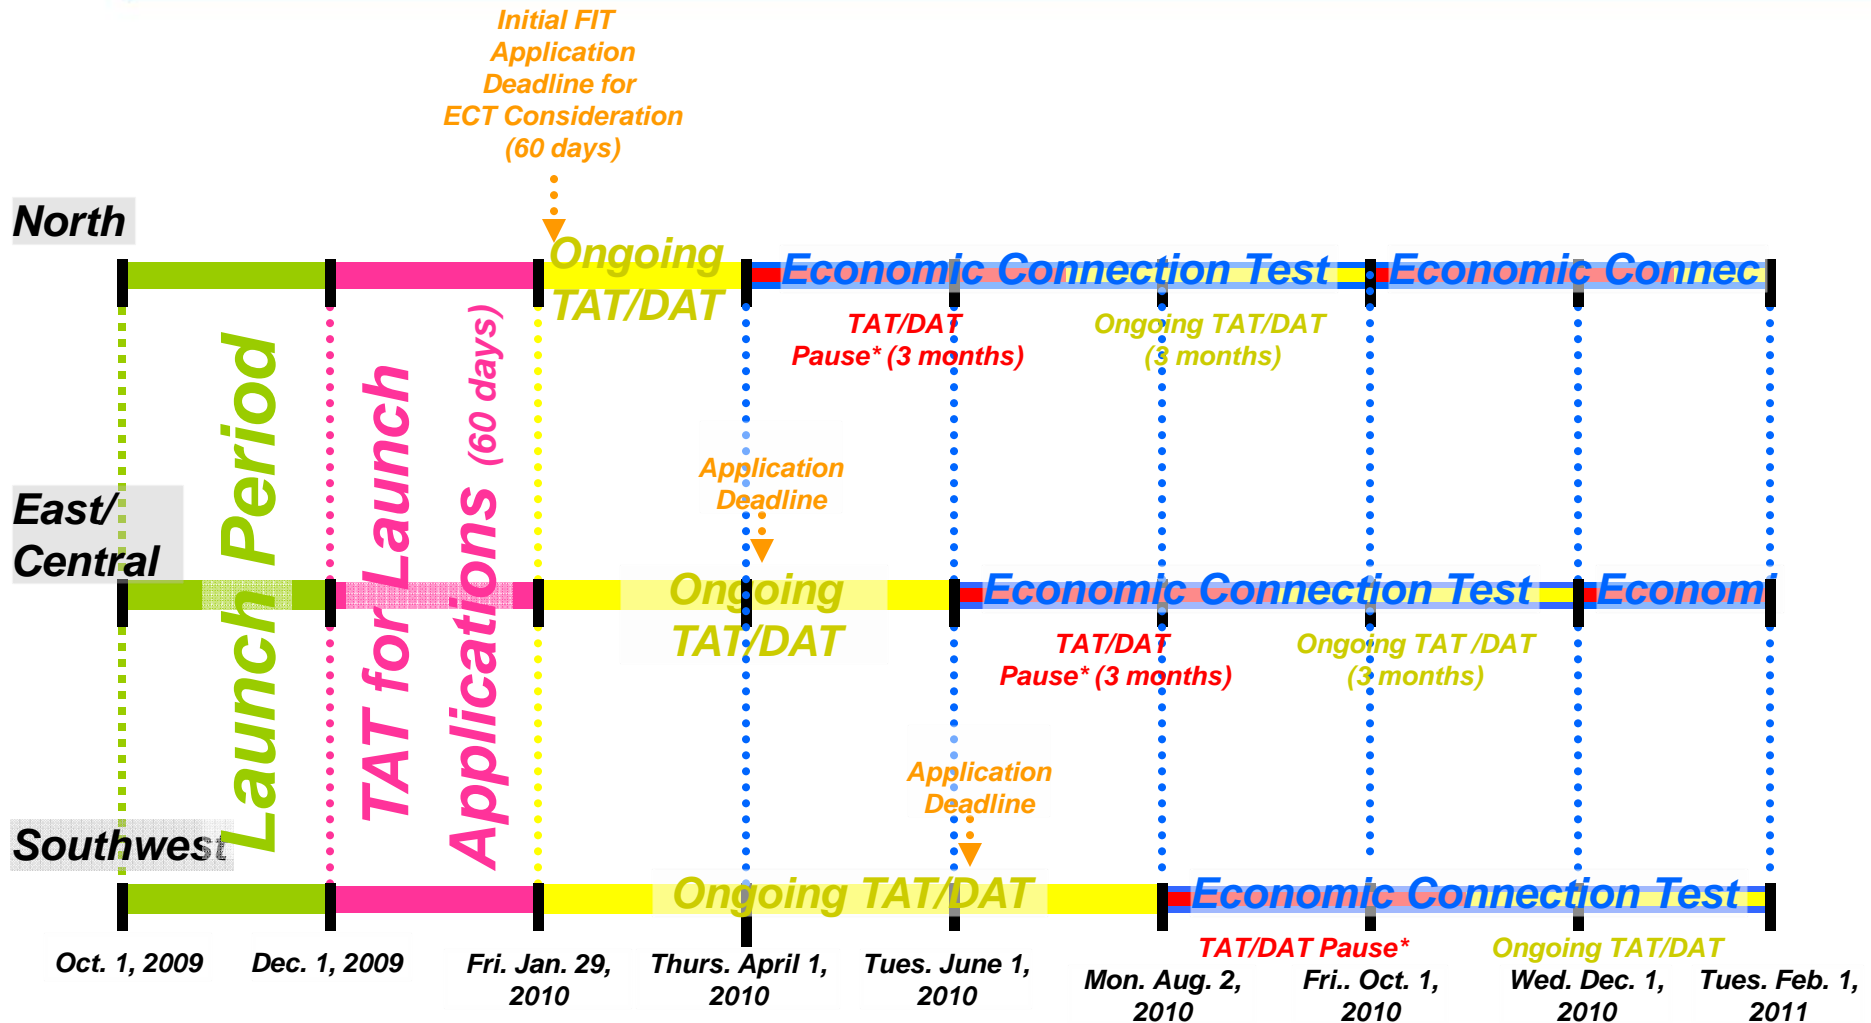 Initial FIT
Application
Deadline for
ECT Consideration
(60 days)
North
Ongoing
TAT/DAT
Economic Connection Test
Economic Connec
TAT/DAT
Pause* (3 months)
Ongoing TAT/DAT
(3 months)
Launch Period
TAT for Launch
Applications (60 days)
East/
Central
Application
Deadline
Ongoing
TAT/DAT
Economic Connection Test
Economi
TAT/DAT
Pause* (3 months)
Ongoing TAT /DAT
(3 months)
Southwest
Application
Deadline
Ongoing TAT/DAT
Economic Connection Test
TAT/DAT Pause*
Ongoing TAT/DAT
Oct. 1, 2009
Dec. 1, 2009
Fri. Jan. 29,
2010
Thurs. April 1,
2010
Tues. June 1,
2010
Mon. Aug. 2,
2010
Fri.. Oct. 1,
2010
Wed. Dec. 1,
2010
Tues. Feb. 1,
2011